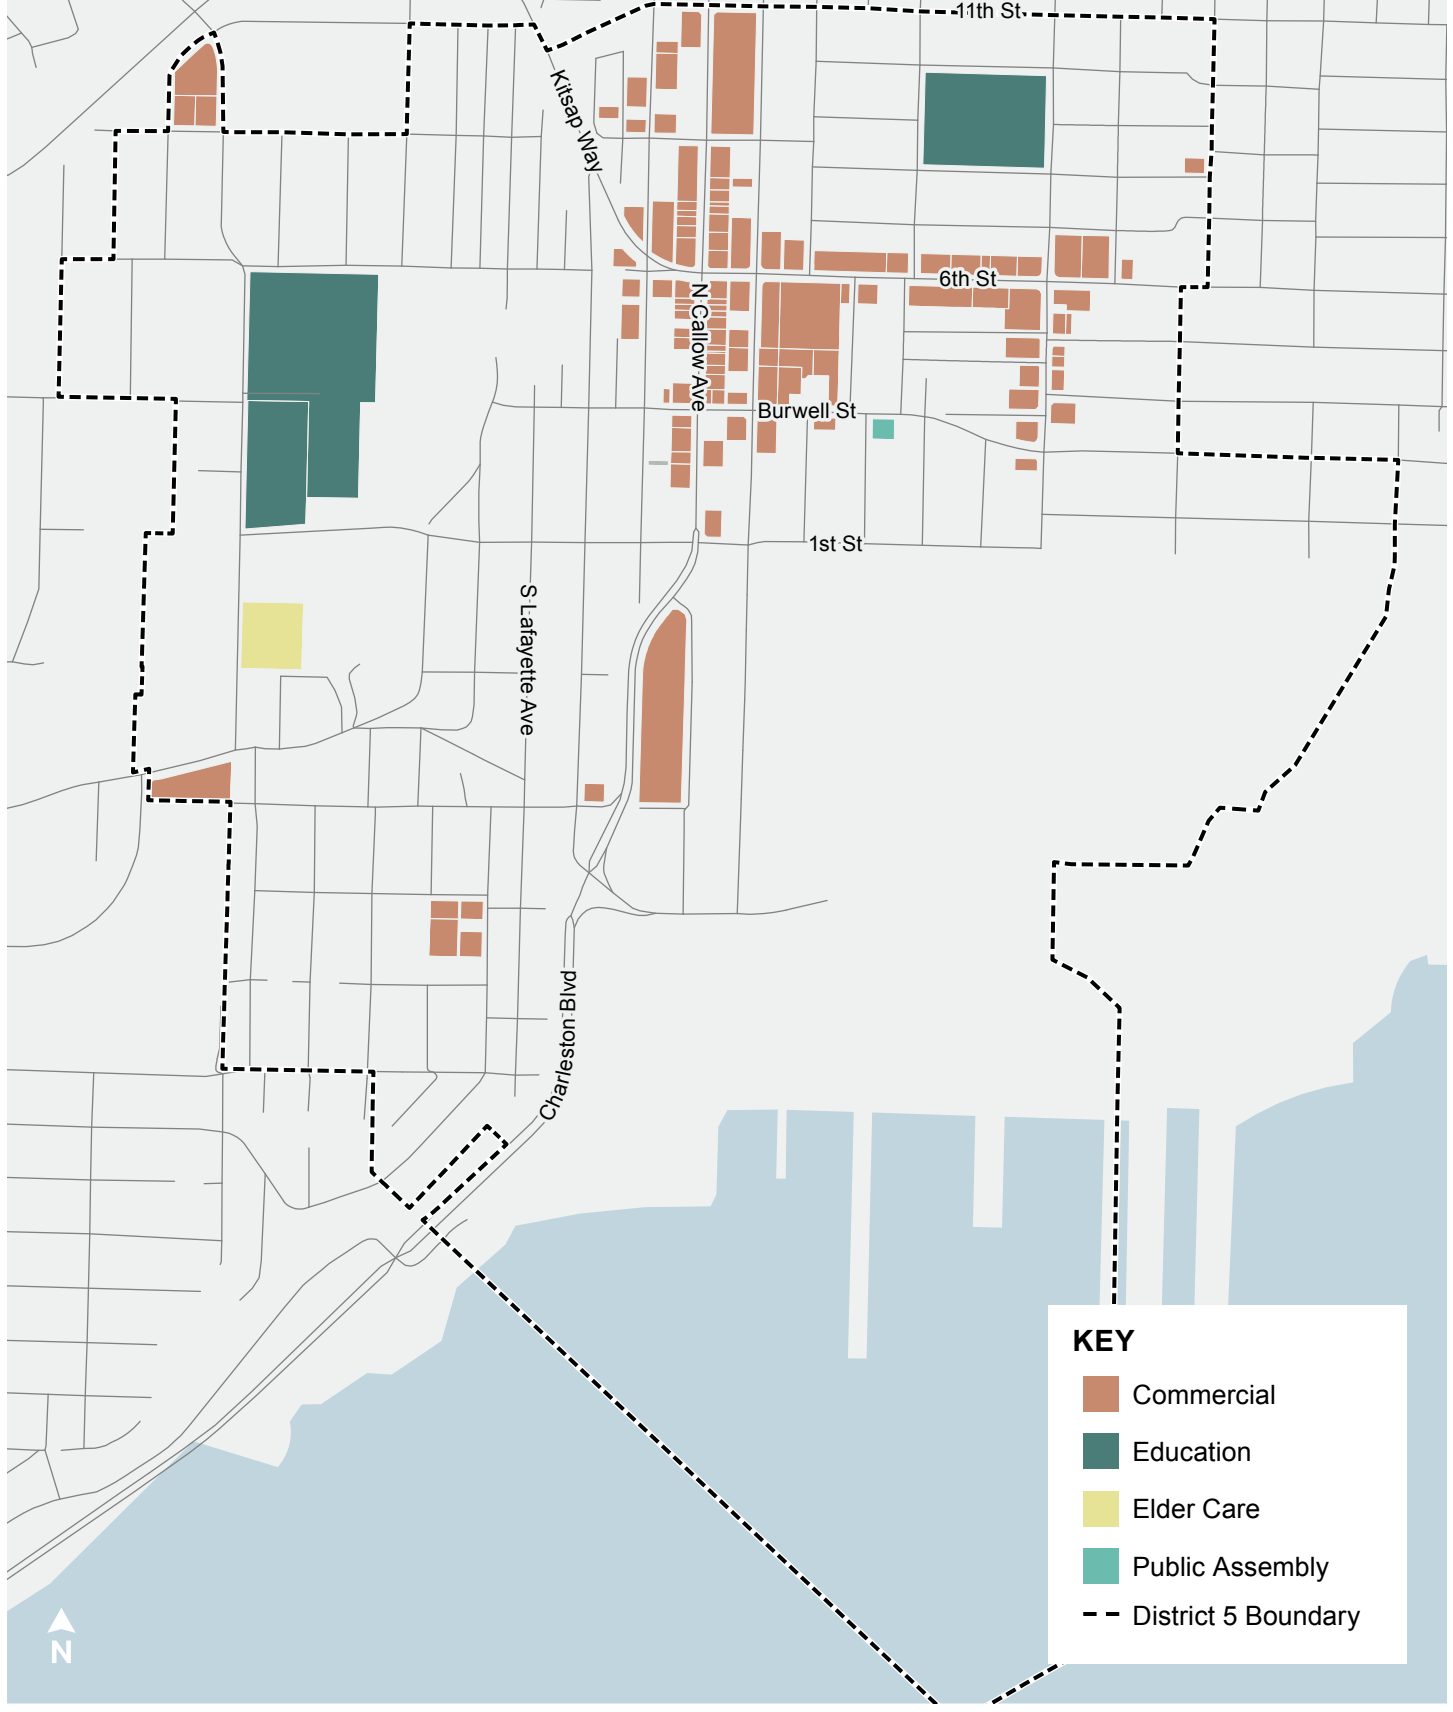 11th St
Kitsap Way
6th St
N Callow Ave
Burwell St
1st St
S Lafayette Ave
Charleston Blvd
KEY
Commercial
Education
Elder Care
Public Assembly
District 5 Boundary
N